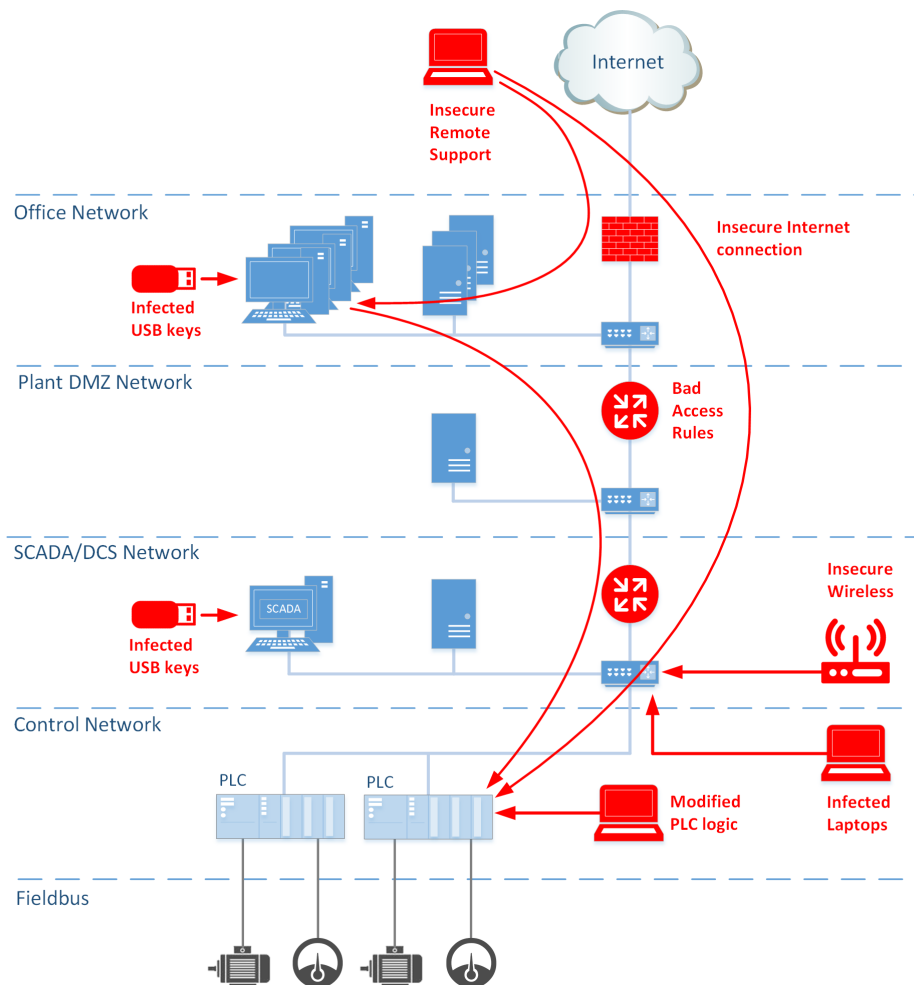 Internet
Insecure
Remote
Support
Office Network
Insecure Internet
connection
Infected
USB keys
Plant DMZ Network
Bad
Access
Rules
SCADA/DCS Network
Insecure
Wireless
SCADA
Infected
USB keys
Control Network
PLC
PLC
Modified
PLC logic
Infected
Laptops
Fieldbus